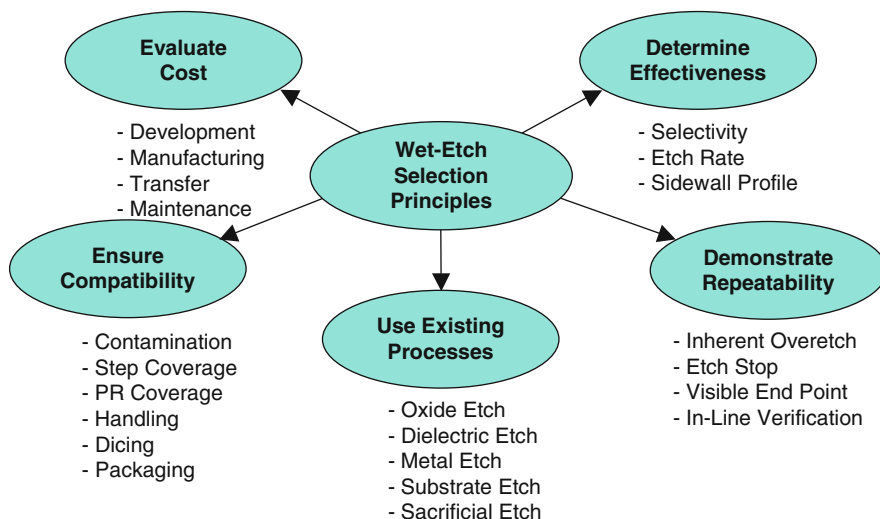 Evaluate
Cost
- Development
- Manufacturing
- Transfer
- Maintenance
Determine
Effectiveness
- Selectivity
- Etch Rate
- Sidewall Profile
Wet-Etch
Selection
Principles
Ensure
Compatibility
- Contamination
- Step Coverage
- PR Coverage
- Handling
- Dicing
- Packaging
Use Existing
Processes
- Oxide Etch
- Dielectric Etch
- Metal Etch
- Substrate Etch
- Sacrificial Etch
Demonstrate
Repeatability
- Inherent Overetch
- Etch Stop
- Visible End Point
- In-Line Verification